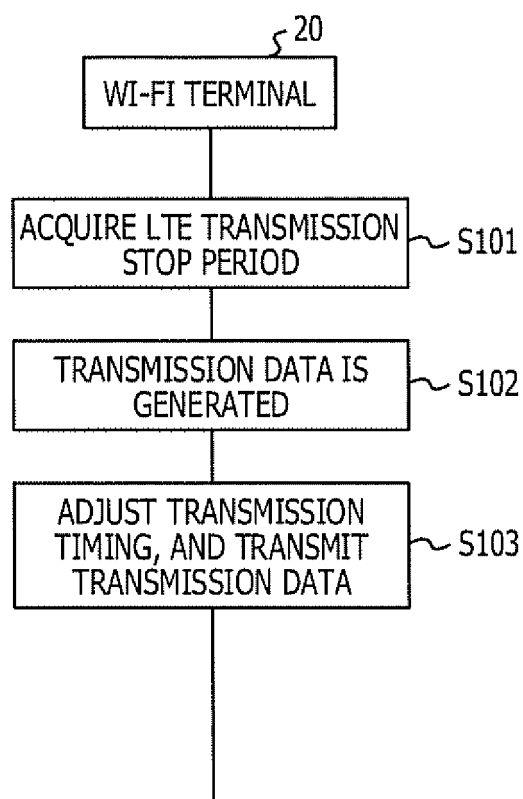 20
WI-FI TERMINAL
ACQUIRE LTE TRANSMISSION
STOP PERIOD
S101
TRANSMISSION DATA IS
GENERATED
S102
ADJUST TRANSMISSION
TIMING, AND TRANSMIT
TRANSMISSION DATA
S103